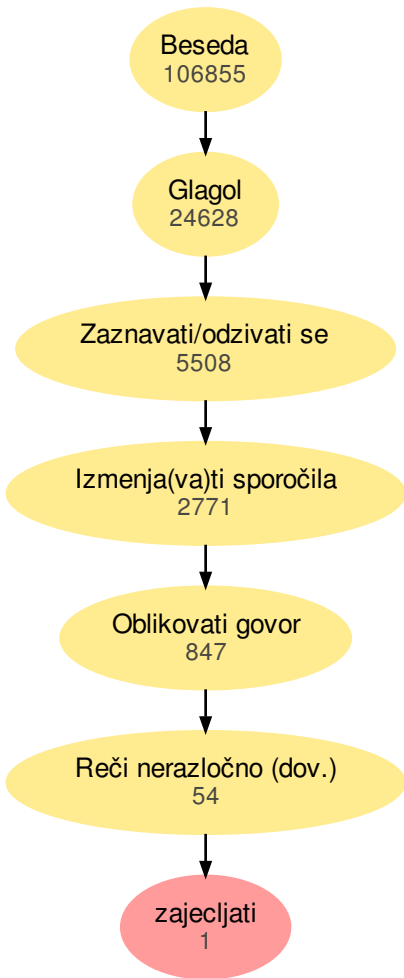 Beseda
106855
Glagol
24628
Zaznavati/odzivati se
5508
Izmenja(va)ti sporočila
2771
Oblikovati govor
847
Reči nerazločno (dov.)
54
zajecljati
1